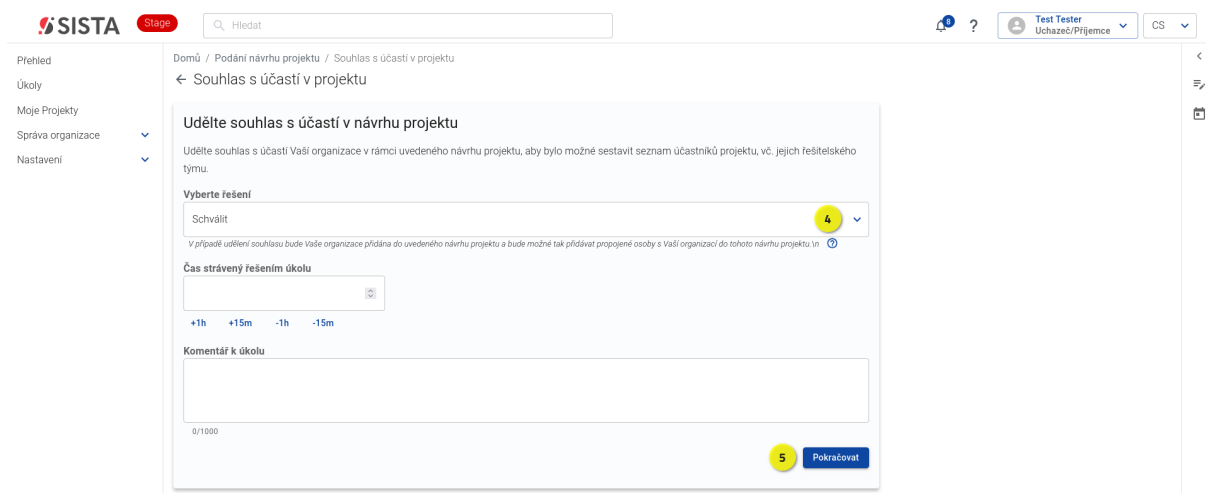 SISTA
Stage
Hledat
8
?
Test Tester
Uchazeč/Příjemce
CS
Přehled
Úkoly
Moje Projekty
Správa organizace
Nastavení
Domů / Podání návrhu projektu / Souhlas s účastí v projektu
← Souhlas s účastí v projektu
Udělte souhlas s účastí v návrhu projektu
Udělte souhlas s účastí Vaší organizace v rámci uvedeného návrhu projektu, aby bylo možné sestavit seznam účastníků projektu, vč. jejich řešitelského
týmu.
Vyberte řešení
Schválit
4
V případě udělení souhlasu bude Vaše organizace přidána do uvedeného návrhu projektu a bude možné tak přidávat propojené osoby s Vaší organizací do tohoto návrhu projektu.\n ?
Čas strávený řešením úkolu
+1h +15m -1h -15m
Komentář k úkolu
0/1000
5
Pokračovat